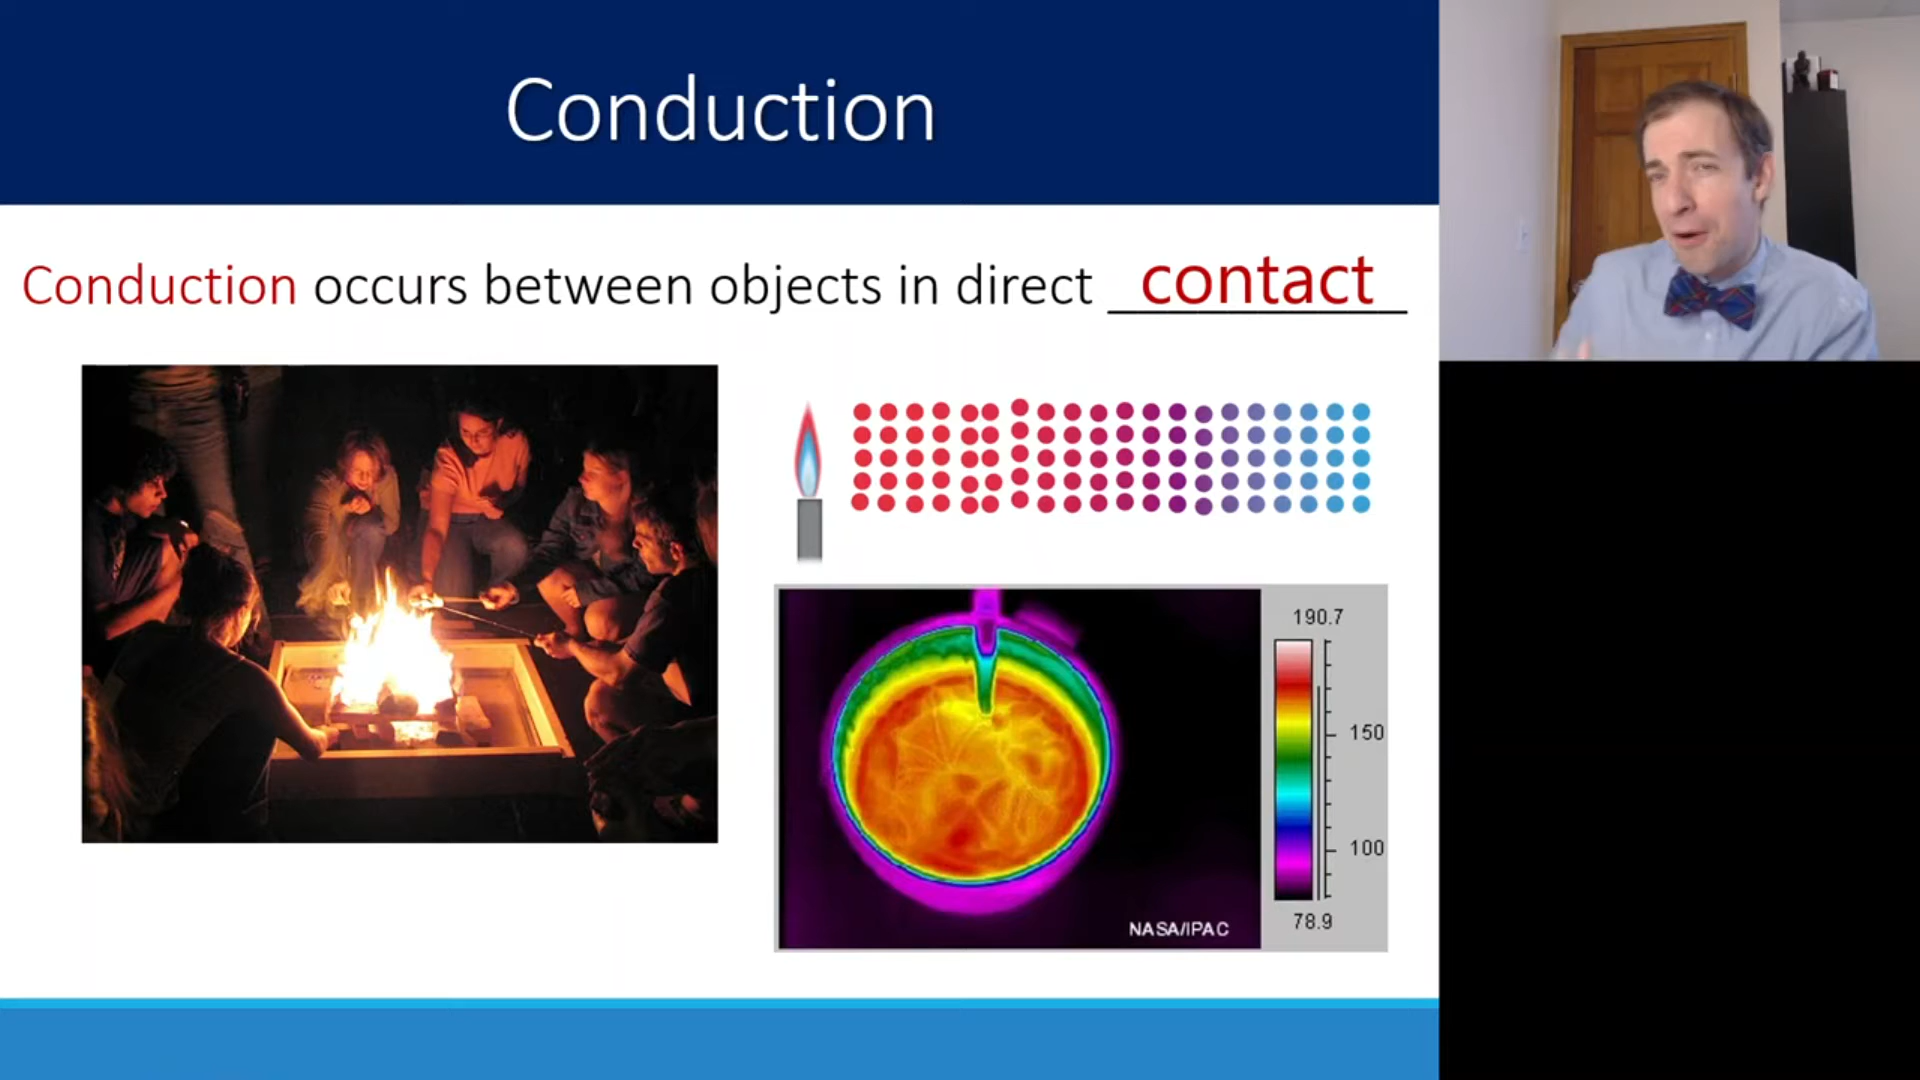 Conduction
Conduction occurs between objects in direct contact
190.7
150
100
78.9
NASA/IPAC